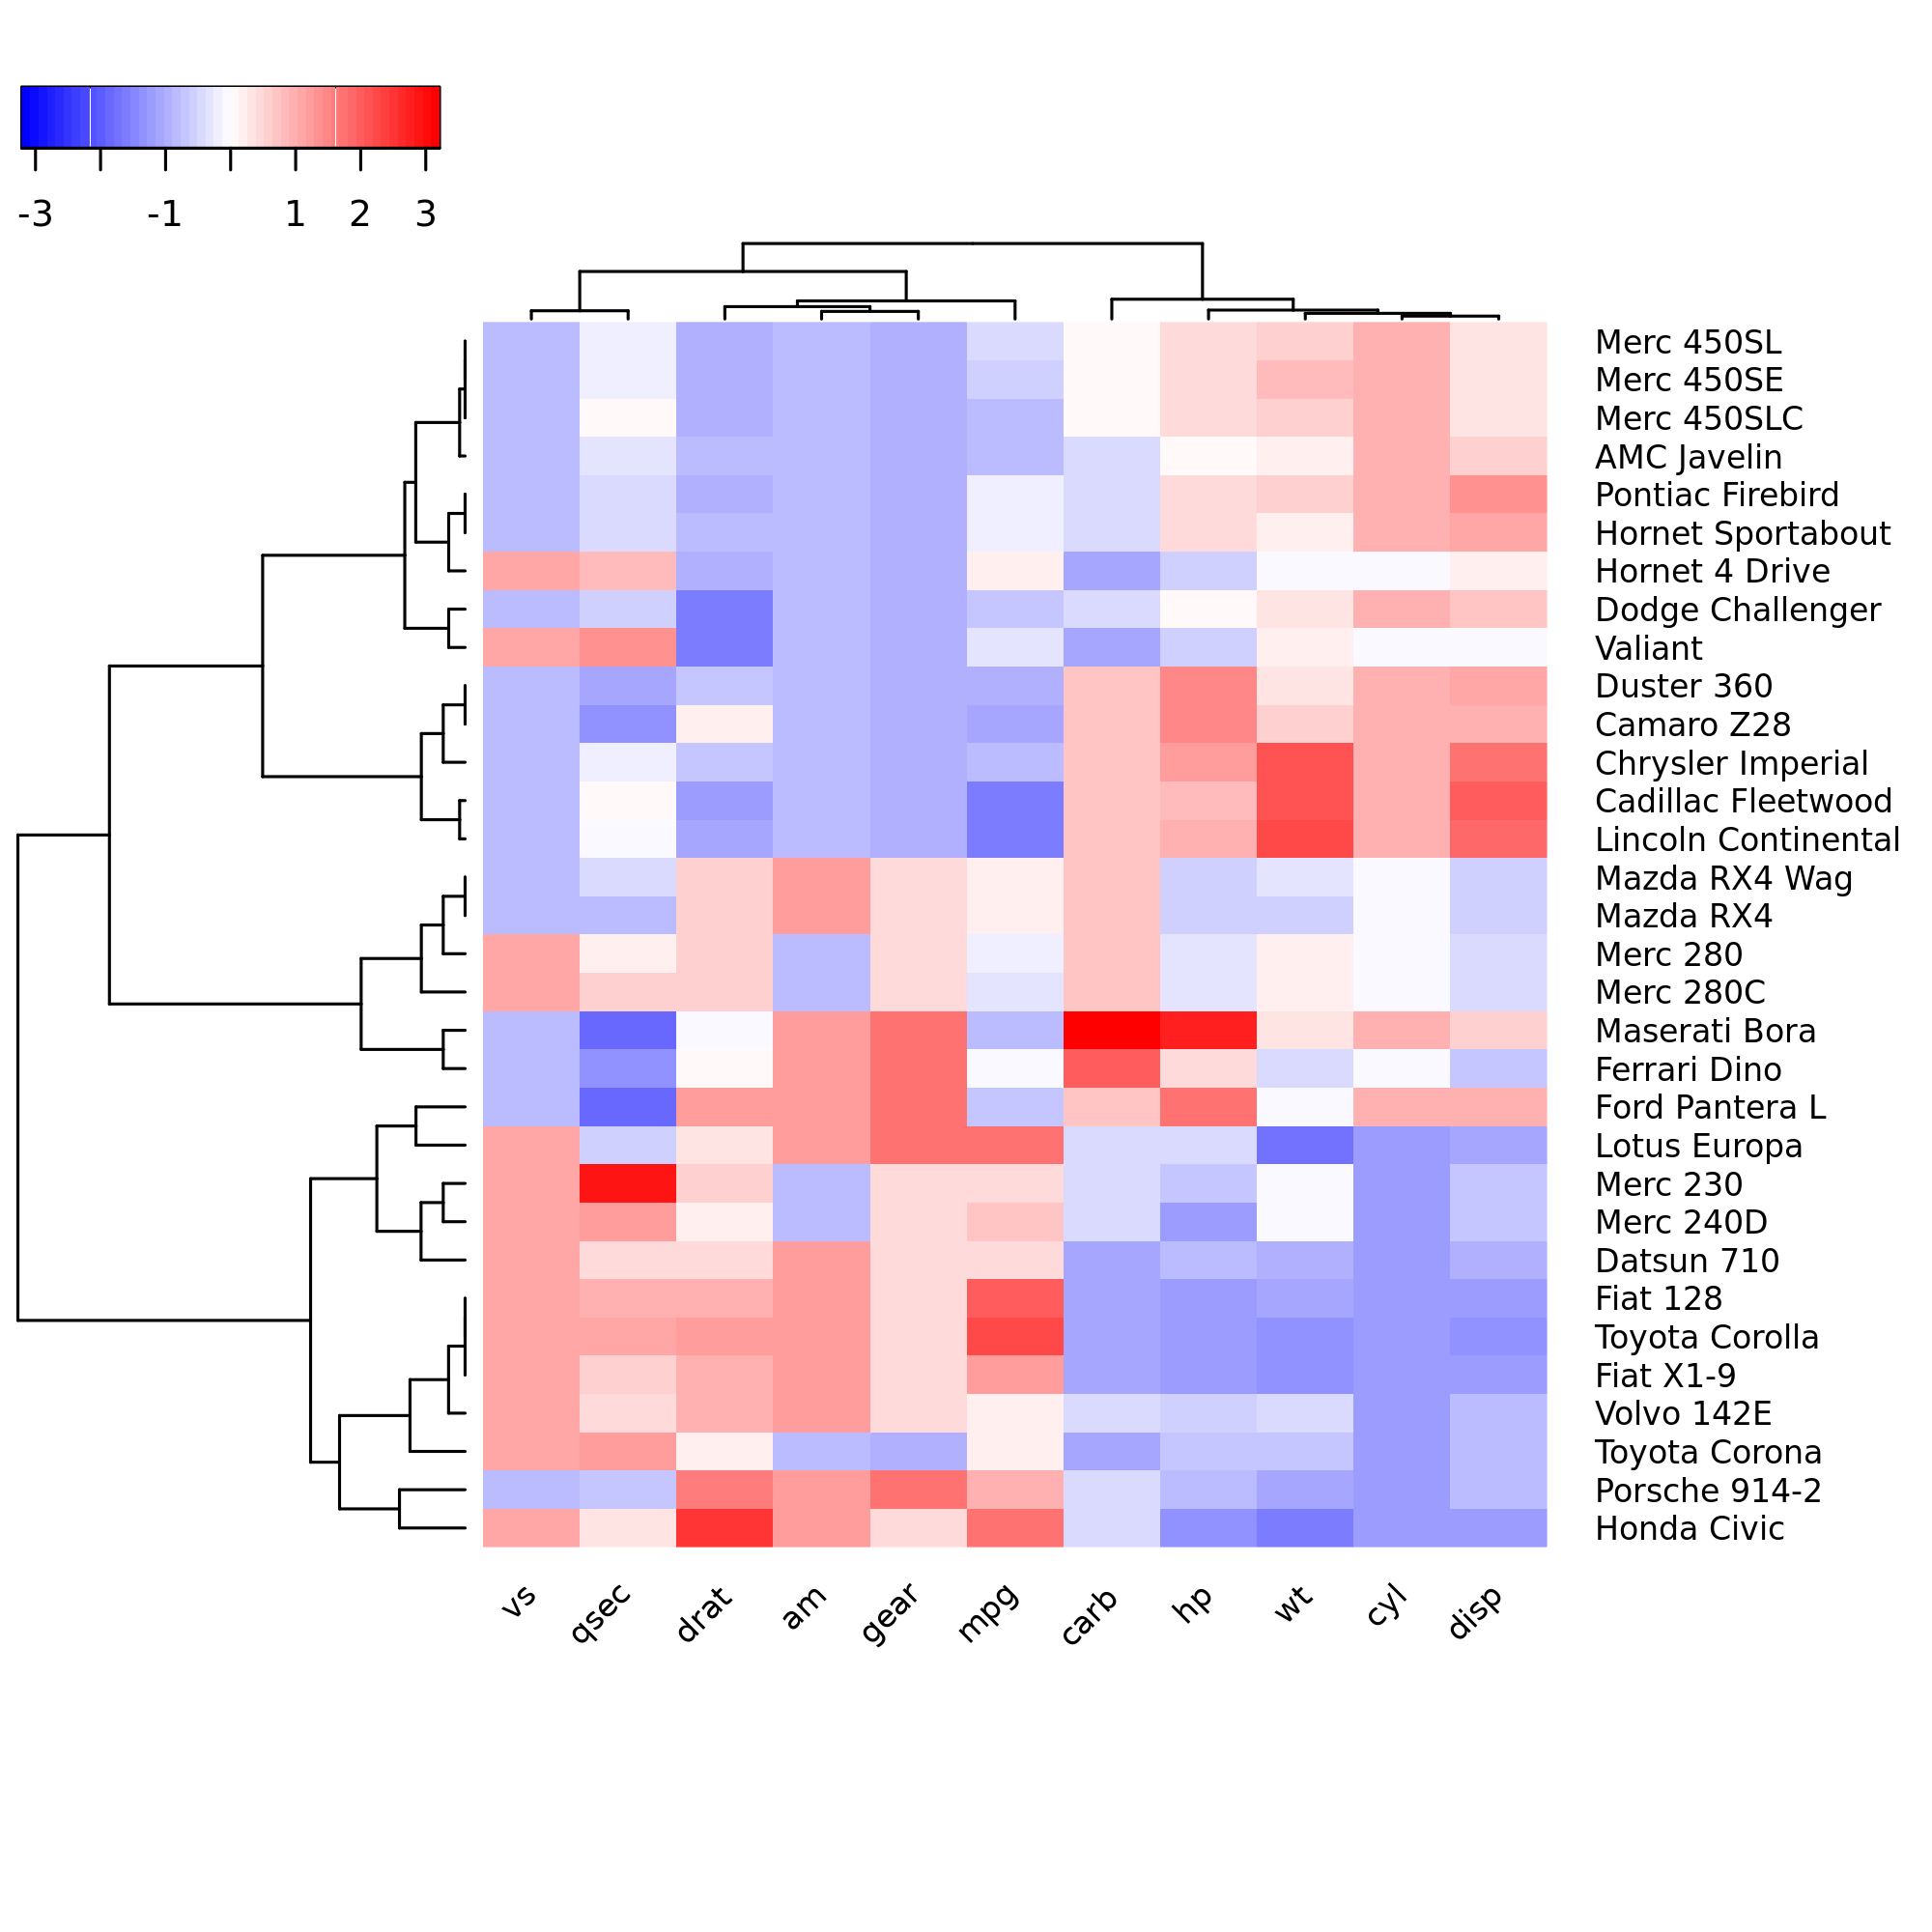 -3 -1 1 2 3
Merc 450SL
Merc 450SE
Merc 450SLC
AMC Javelin
Pontiac Firebird
Hornet Sportabout
Hornet 4 Drive
Dodge Challenger
Valiant
Duster 360
Camaro Z28
Chrysler Imperial
Cadillac Fleetwood
Lincoln Continental
Mazda RX4 Wag
Mazda RX4
Merc 280
Merc 280C
Maserati Bora
Ferrari Dino
Ford Pantera L
Lotus Europa
Merc 230
Merc 240D
Datsun 710
Fiat 128
Toyota Corolla
Fiat X1-9
Volvo 142E
Toyota Corona
Porsche 914-2
Honda Civic
vs qsec drat am gear mpg carb hp wt cyl disp